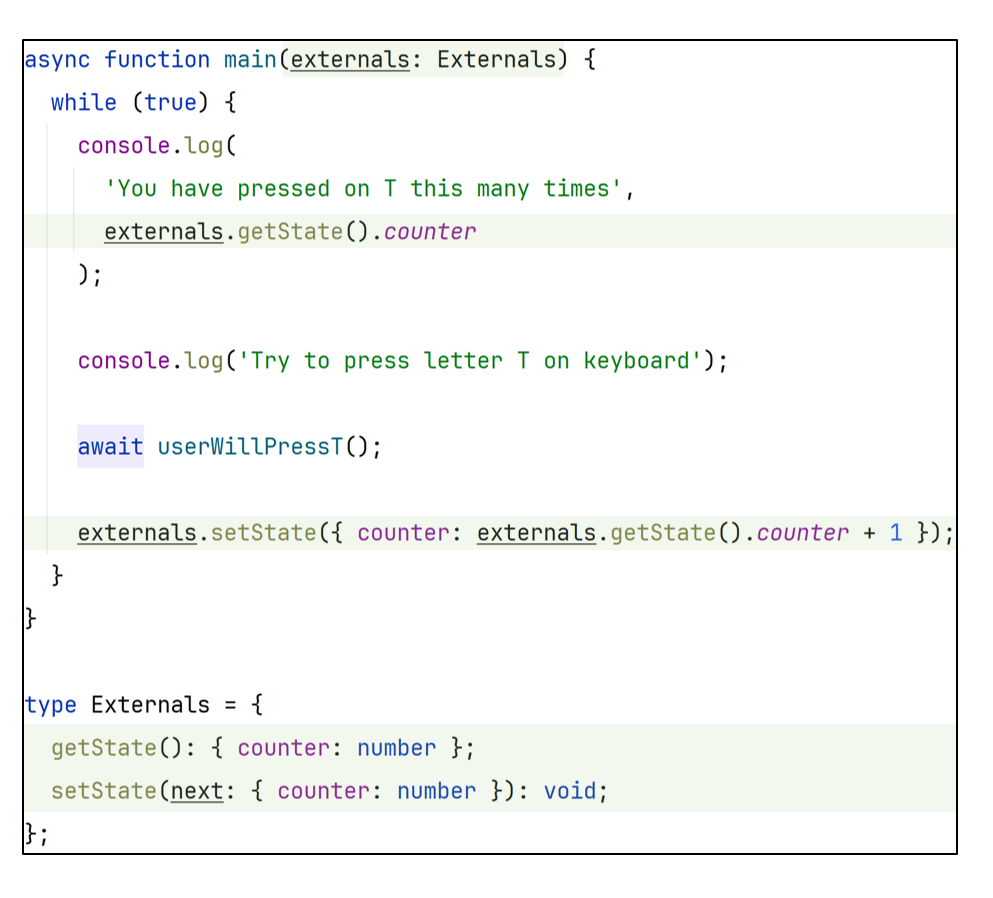 async function main(externals: Externals) {
  while (true) {
    console.log(
      'You have pressed on T this many times',
      externals.getState().counter
    );

    console.log('Try to press letter T on keyboard');

    await userWillPressT();

    externals.setState({ counter: externals.getState().counter + 1 });
  }
}

type Externals = {
  getState(): { counter: number };
  setState(next: { counter: number }): void;
};